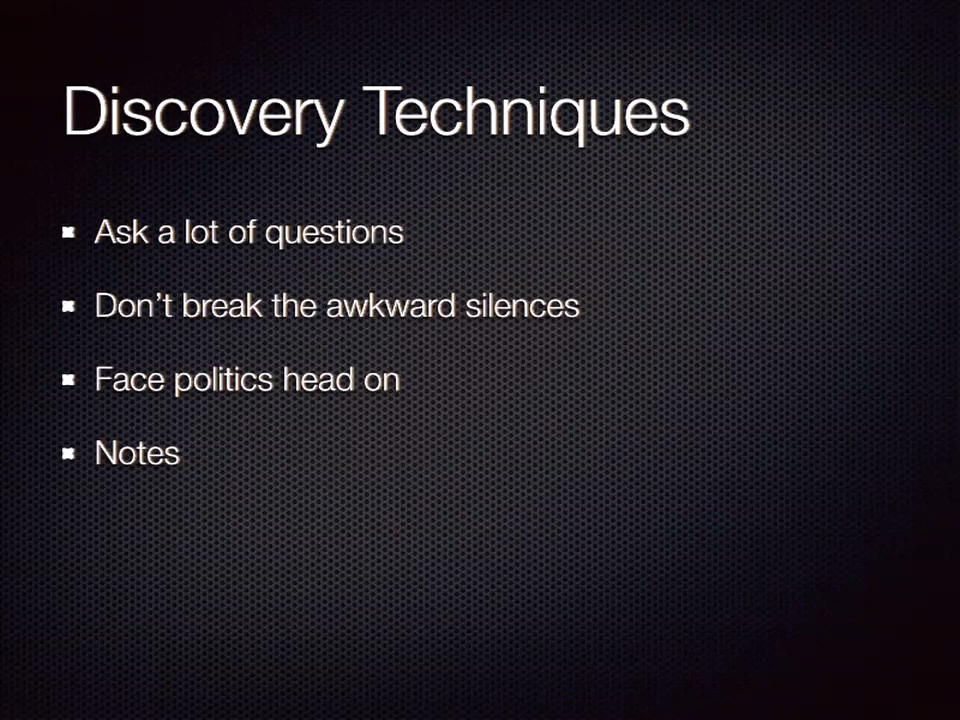 Discovery Techniques
Ask a lot of questions
Don't break the awkward silences
Face politics head on
Notes